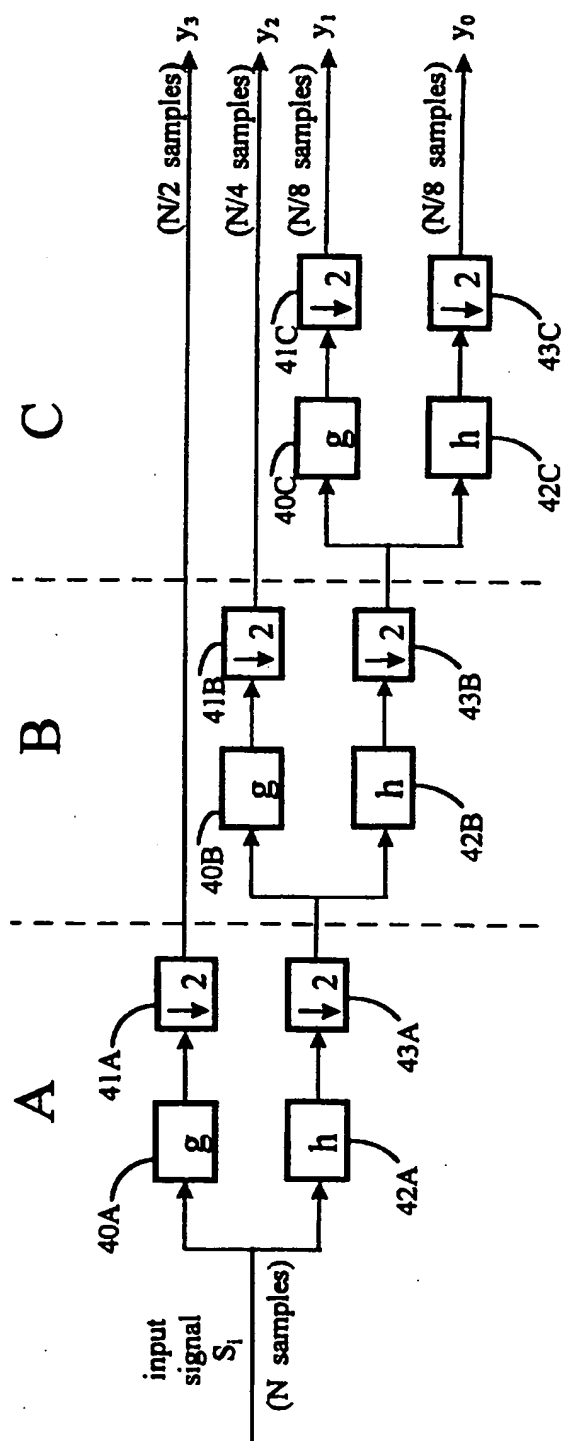 A
B
C
input
signal
Si
(N samples)
40A
g
41A
↓ 2
(N/2 samples)
y3
42A
h
43A
↓ 2
40B
g
41B
↓ 2
(N/4 samples)
y2
42B
h
43B
↓ 2
40C
g
41C
↓ 2
(N/8 samples)
y1
42C
h
43C
↓ 2
(N/8 samples)
y0